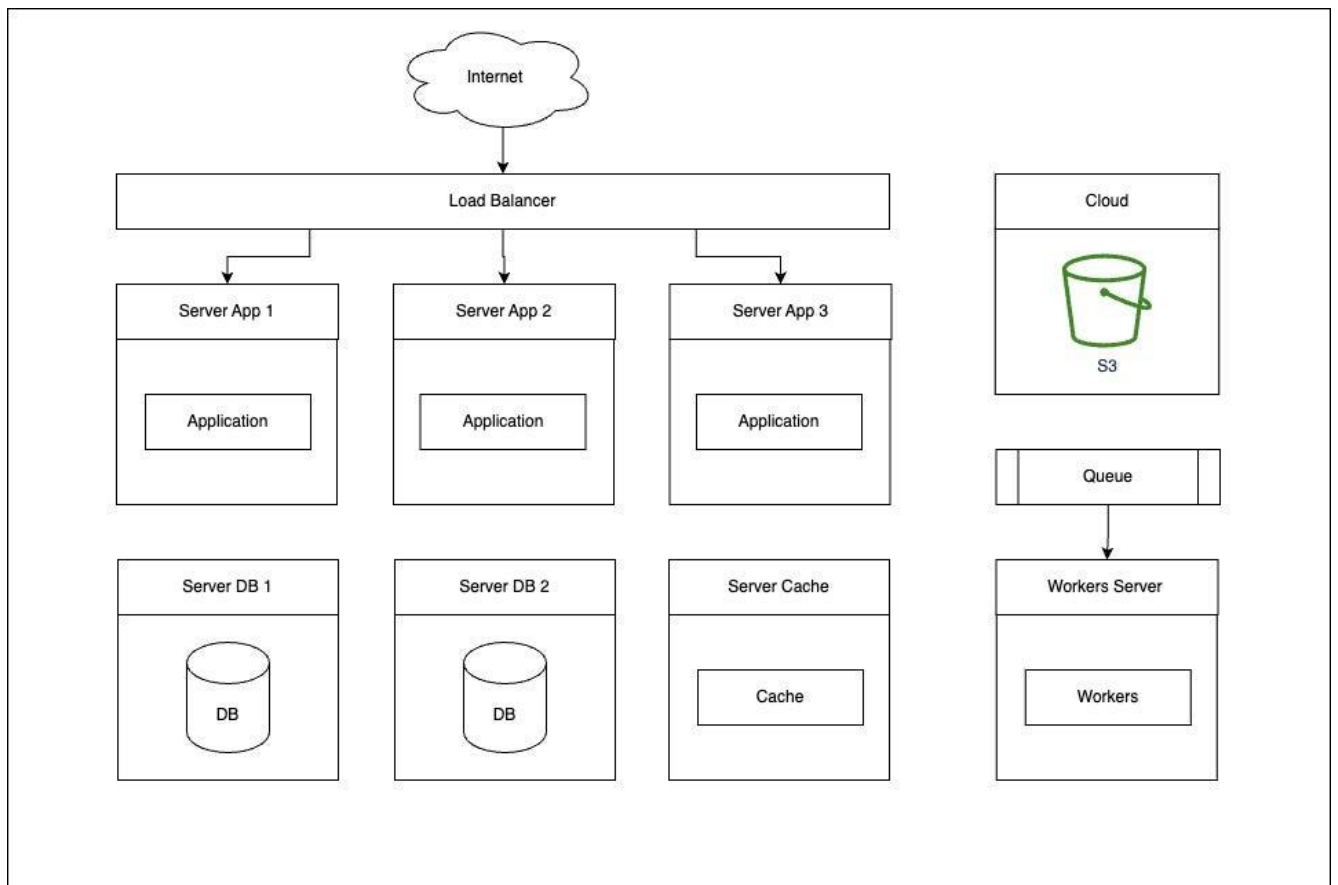 Internet
Load Balancer
Cloud
S3
Server App 1
Server App 2
Server App 3
Application
Application
Application
Queue
Server DB 1
Server DB 2
Server Cache
Workers Server
DB
DB
Cache
Workers